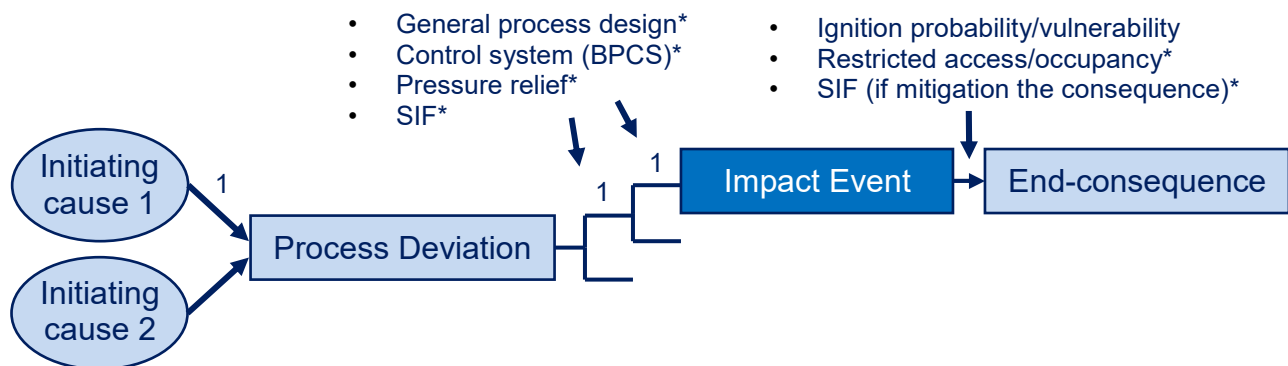 • General process design*
• Control system (BPCS)*
• Pressure relief*
• SIF*
• Ignition probability/vulnerability
• Restricted access/occupancy*
• SIF (if mitigation the consequence)*
Initiating
cause 1
1
Process Deviation
1
1
Impact Event
End-consequence
Initiating
cause 2